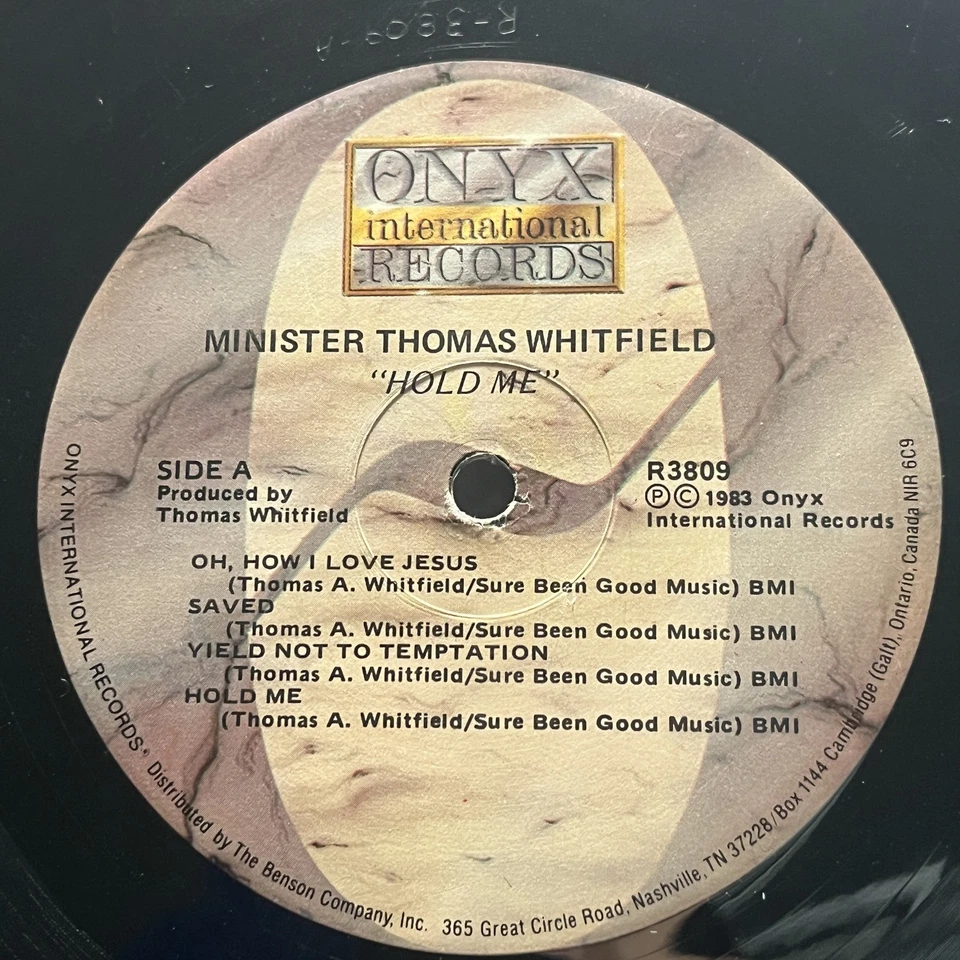 R-3809-A
ONYX
international
RECORDS
MINISTER THOMAS WHITFIELD
“HOLD ME”
SIDE A
Produced by
Thomas Whitfield
R3809
Ⓟ Ⓒ 1983 Onyx
International Records
OH, HOW I LOVE JESUS
(Thomas A. Whitfield/Sure Been Good Music) BMI
SAVED
(Thomas A. Whitfield/Sure Been Good Music) BMI
YIELD NOT TO TEMPTATION
(Thomas A. Whitfield/Sure Been Good Music) BMI
HOLD ME
(Thomas A. Whitfield/Sure Been Good Music) BMI
ONYX INTERNATIONAL RECORDS• Distributed by The Benson Company, Inc. 365 Great Circle Road, Nashville, TN 37228/Box 1144 Cambridge (Galt), Ontario, Canada NIR 6C9